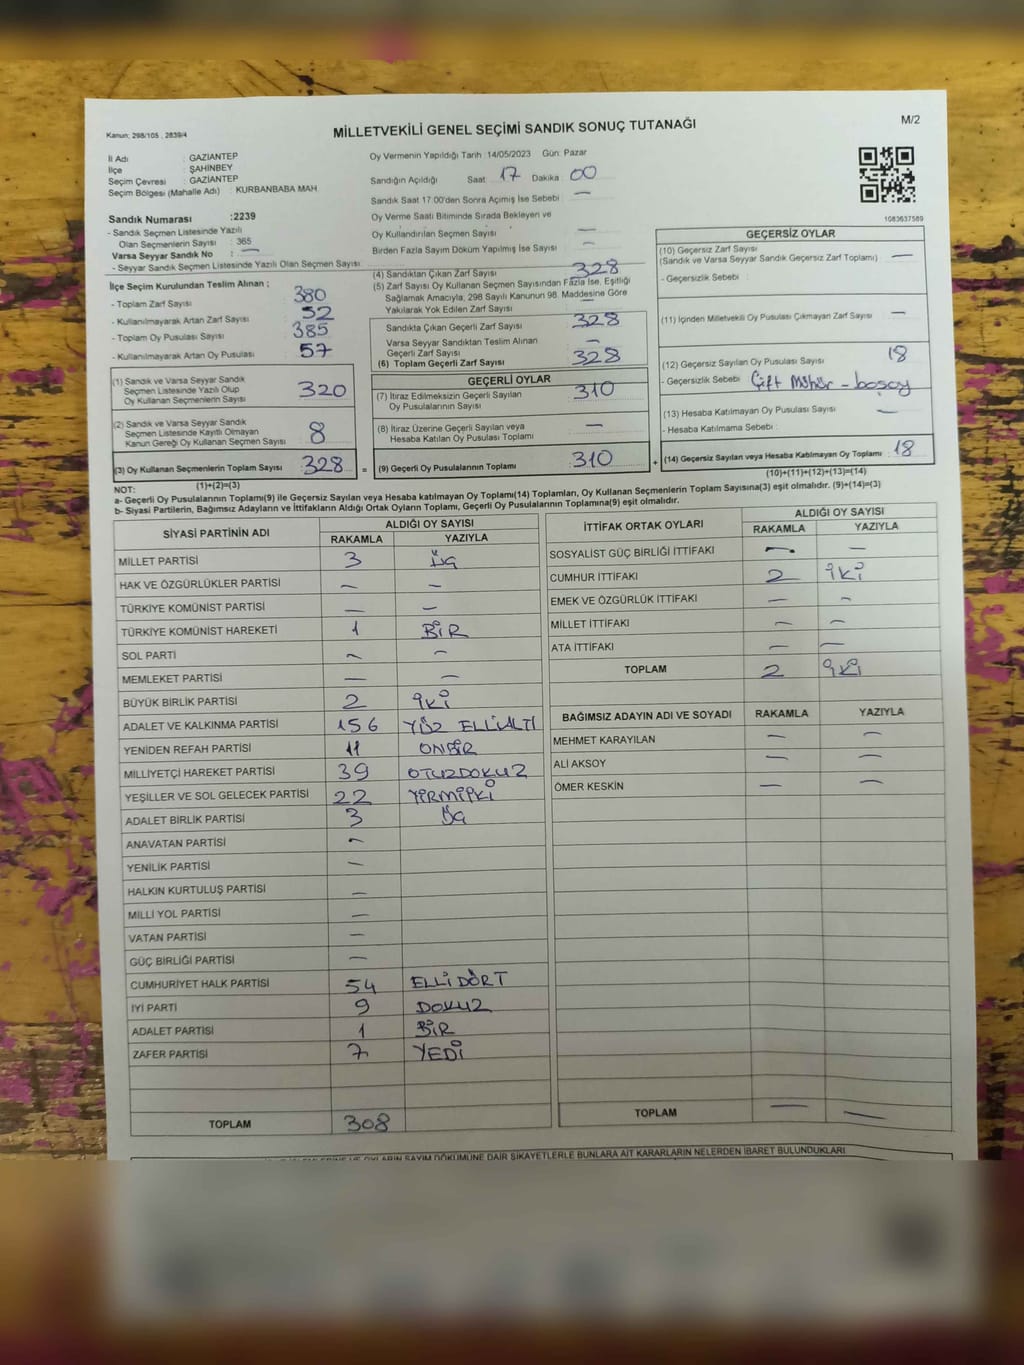 M/2
Kanun: 298/105 , 2839/4
MİLLETVEKİLİ GENEL SEÇİMİ SANDIK SONUÇ TUTANAĞI
İl Adı : GAZIANTEP
İlçe : ŞAHİNBEY
Seçim Çevresi : GAZIANTEP
Seçim Bölgesi (Mahalle Adı) : KURBANBABA MAH.
Sandık Numarası :2239
- Sandık Seçmen Listesinde Yazılı
Olan Seçmenlerin Sayısı : 365
Varsa Seyyar Sandık No : —
- Seyyar Sandık Seçmen Listesinde Yazılı Olan Seçmen Sayısı
Oy Vermenin Yapıldığı Tarih :14/05/2023 Gün: Pazar
Sandığın Açıldığı Saat : 17 Dakika : 00
Sandık Saat 17.00'den Sonra Açımış İse Sebebi : —
Oy Verme Saati Bitiminde Sırada Bekleyen ve
Oy Kullandırılan Seçmen Sayısı : —
Birden Fazla Sayım Döküm Yapılmış İse Sayısı : —
1083637589
İlçe Seçim Kurulundan Teslim Alınan ;
- Toplam Zarf Sayısı : 380
- Kullanılmayarak Artan Zarf Sayısı : 52
- Toplam Oy Pusulası Sayısı : 385
- Kullanılmayarak Artan Oy Pusulası : 57
(1) Sandık ve Varsa Seyyar Sandık
Seçmen Listesinde Yazılı Olup
Oy Kullanan Seçmenlerin Sayısı : 320
(2) Sandık ve Varsa Seyyar Sandık
Seçmen Listesinde Kayıtlı Olmayan
Kanun Gereği Oy Kullanan Seçmen Sayısı : 8
(3) Oy Kullanan Seçmenlerin Toplam Sayısı : 328 =
(1)+(2)=(3)
(4) Sandıktan Çıkan Zarf Sayısı : 328
(5) Zarf Sayısı Oy Kullanan Seçmen Sayısından Fazla İse, Eşitliği
Sağlamak Amacıyla, 298 Sayılı Kanunun 98. Maddesine Göre
Yakılarak Yok Edilen Zarf Sayısı : —
Sandıkta Çıkan Geçerli Zarf Sayısı : 328
Varsa Seyyar Sandıktan Teslim Alınan
Geçerli Zarf Sayısı : —
(6) Toplam Geçerli Zarf Sayısı : 328
GEÇERLİ OYLAR
(7) İtiraz Edilmeksizin Geçerli Sayılan
Oy Pusulalarının Sayısı : 310
(8) İtiraz Üzerine Geçerli Sayılan veya
Hesaba Katılan Oy Pusulası Toplamı : —
(9) Geçerli Oy Pusulalarının Toplamı : 310 +
GEÇERSİZ OYLAR
(10) Geçersiz Zarf Sayısı
(Sandık ve Varsa Seyyar Sandık Geçersiz Zarf Toplamı) : —
- Geçersizlik Sebebi :
(11) İçinden Milletvekili Oy Pusulası Çıkmayan Zarf Sayısı : —
(12) Geçersiz Sayılan Oy Pusulası Sayısı : 18
- Geçersizlik Sebebi : Çift Mühür - boşoy
(13) Hesaba Katılmayan Oy Pusulası Sayısı : —
- Hesaba Katılmama Sebebi :
(14) Geçersiz Sayılan veya Hesaba Katılmayan Oy Toplamı : 18
(10)+(11)+(12)+(13)=(14)
NOT:
a- Geçerli Oy Pusulalarının Toplamı(9) ile Geçersiz Sayılan veya Hesaba katılmayan Oy Toplamı(14) Toplamları, Oy Kullanan Seçmenlerin Toplam Sayısına(3) eşit olmalıdır. (9)+(14)=(3)
b- Siyasi Partilerin, Bağımsız Adayların ve İttifakların Aldığı Ortak Oyların Toplamı, Geçerli Oy Pusulalarının Toplamına(9) eşit olmalıdır.
SİYASİ PARTİNİN ADI ALDIĞI OY SAYISI
RAKAMLA YAZIYLA
MİLLET PARTİSİ 3 ÜÇ
HAK VE ÖZGÜRLÜKLER PARTİSİ — —
TÜRKİYE KOMÜNİST PARTİSİ — —
TÜRKİYE KOMÜNİST HAREKETİ 1 BİR
SOL PARTİ — —
MEMLEKET PARTİSİ — —
BÜYÜK BİRLİK PARTİSİ 2 iKİ
ADALET VE KALKINMA PARTİSİ 156 YÜZ ELLİALTI
YENİDEN REFAH PARTİSİ 11 ONBİR
MİLLİYETÇİ HAREKET PARTİSİ 39 OTUZDOKUZ
YEŞİLLER VE SOL GELECEK PARTİSİ 22 YİRMİİKİ
ADALET BİRLİK PARTİSİ 3 ÜÇ
ANAVATAN PARTİSİ —
YENİLİK PARTİSİ —
HALKIN KURTULUŞ PARTİSİ —
MİLLİ YOL PARTİSİ —
VATAN PARTİSİ —
GÜÇ BİRLİĞİ PARTİSİ —
CUMHURİYET HALK PARTİSİ 54 ELLİDÖRT
İYİ PARTİ 9 DOKUZ
ADALET PARTİSİ 1 BİR
ZAFER PARTİSİ 7 YEDİ
TOPLAM 308
İTTİFAK ORTAK OYLARI ALDIĞI OY SAYISI
RAKAMLA YAZIYLA
SOSYALİST GÜÇ BİRLİĞİ İTTİFAKI — —
CUMHUR İTTİFAKI 2 iKİ
EMEK VE ÖZGÜRLÜK İTTİFAKI — —
MİLLET İTTİFAKI — —
ATA İTTİFAKI — —
TOPLAM 2 iKİ
BAĞIMSIZ ADAYIN ADI VE SOYADI RAKAMLA YAZIYLA
MEHMET KARAYILAN — —
ALİ AKSOY — —
ÖMER KESKİN — —
TOPLAM — —
VE OYLARIN SAYIM DÖKÜMÜNE DAİR ŞİKAYETLERLE BUNLARA AİT KARARLARIN NELERDEN İBARET BULUNDUKLARI